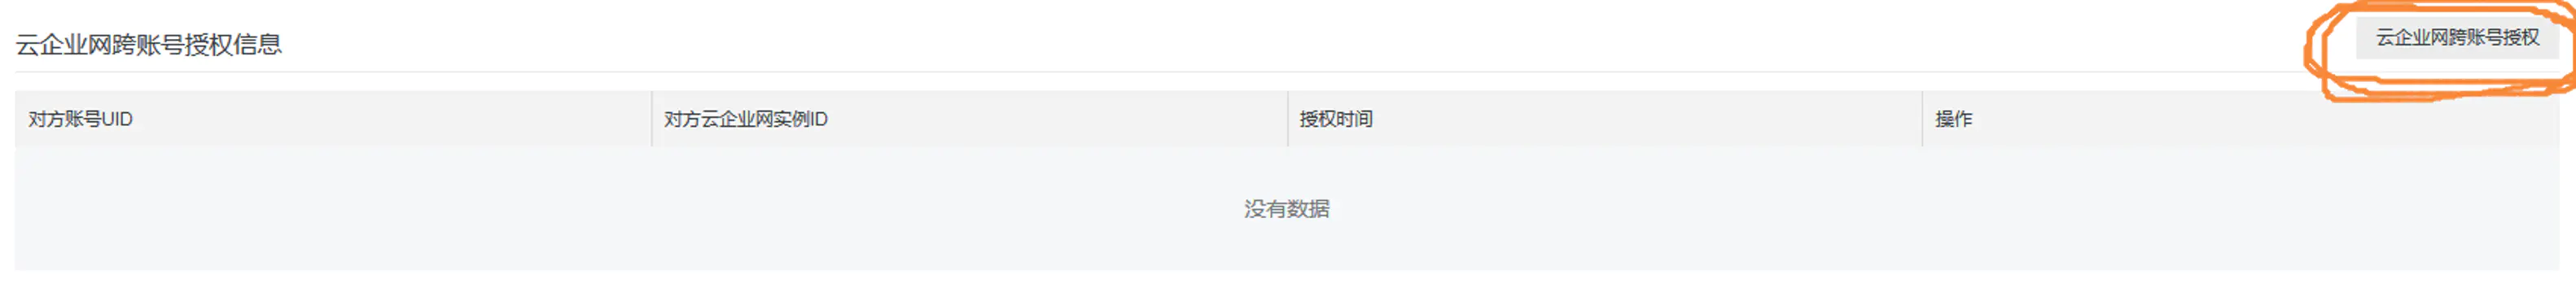 云企业网跨账号授权信息
云企业网跨账号授权
对方账号UID
对方云企业网实例ID
授权时间
操作
没有数据